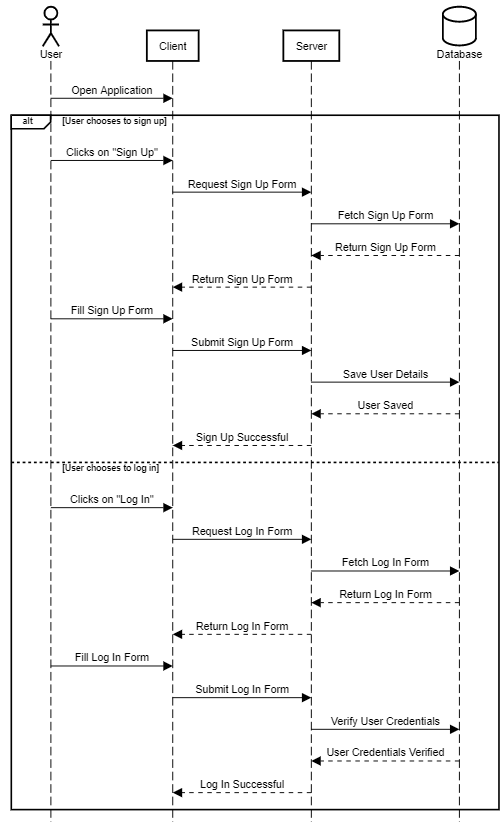 User
Client
Server
Database
Open Application
alt
[User chooses to sign up]
Clicks on "Sign Up"
Request Sign Up Form
Fetch Sign Up Form
Return Sign Up Form
Return Sign Up Form
Fill Sign Up Form
Submit Sign Up Form
Save User Details
User Saved
Sign Up Successful
[User chooses to log in]
Clicks on "Log In"
Request Log In Form
Fetch Log In Form
Return Log In Form
Return Log In Form
Fill Log In Form
Submit Log In Form
Verify User Credentials
User Credentials Verified
Log In Successful